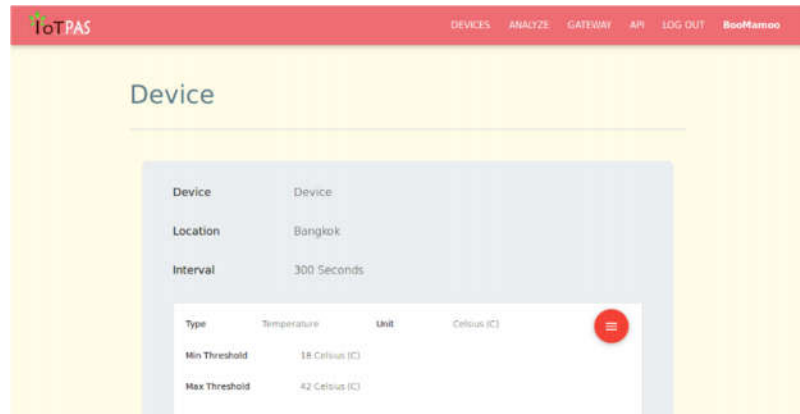 IoTPAS DEVICES ANALYZE GATEWAY API LOG OUT BooMamoo
Device
Device Device
Location Bangkok
Interval 300 Seconds
Type Temperature Unit Celsius (C)
Min Threshold 18 Celsius (C)
Max Threshold 42 Celsius (C)